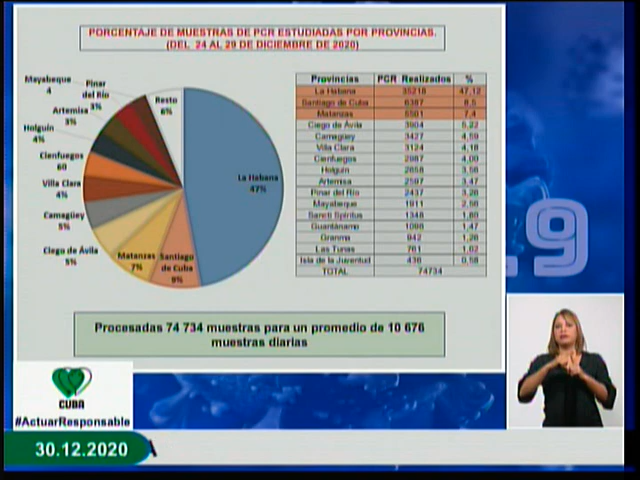 PORCENTAJE DE MUESTRAS DE PCR ESTUDIADAS POR PROVINCIAS.
(DEL 24 AL 29 DE DICIEMBRE DE 2020)
Mayabeque
4
Pinar
del Río
3%
Artemisa
3%
Holguín
4%
Cienfuegos
60
Villa Clara
4%
Camagüey
5%
Ciego de Ávila
5%
Matanzas
7%
Santiago
de Cuba
9%
Resto
6%
La Habana
47%
Provincias PCR Realizados %
La Habana 35218 47,12
Santiago de Cuba 6387 8,5
Matanzas 5501 7,4
Ciego de Ávila 3904 5,22
Camagüey 3427 4,59
Villa Clara 3124 4,18
Cienfuegos 2987 4,00
Holguín 2658 3,56
Artemisa 2597 3,47
Pinar del Río 2437 3,26
Mayabeque 1911 2,56
Sancti Spíritus 1348 1,80
Guantánamo 1098 1,47
Granma 942 1,26
Las Tunas 761 1,02
Isla de la Juventud 436 0,58
TOTAL 74734
Procesadas 74 734 muestras para un promedio de 10 676
muestras diarias
19
CUBA
#ActuarResponsable
30.12.2020